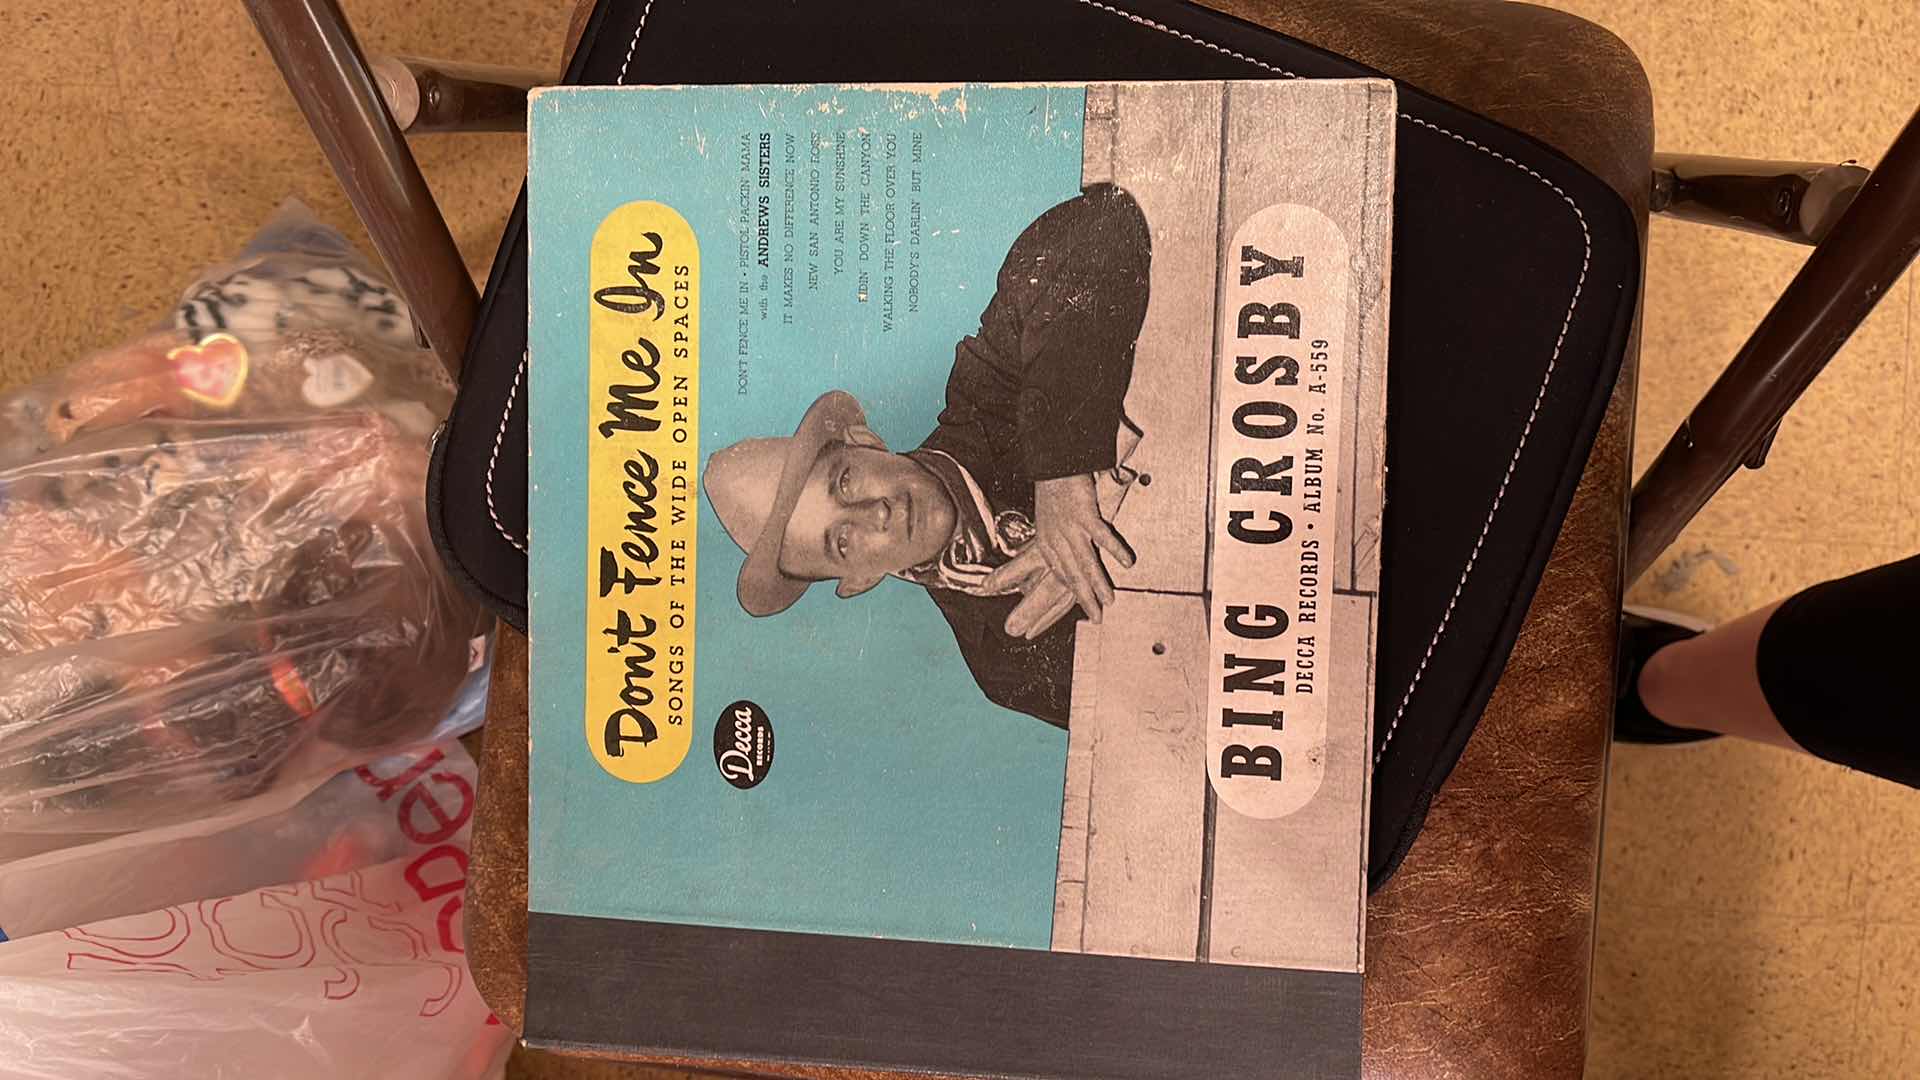 Don't Fence Me In
SONGS OF THE WIDE OPEN SPACES
DON'T FENCE ME IN • PISTOL PACKIN' MAMA
with the ANDREWS SISTERS
IT MAKES NO DIFFERENCE NOW
NEW SAN ANTONIO ROSE
YOU ARE MY SUNSHINE
RIDIN' DOWN THE CANYON
WALKING THE FLOOR OVER YOU
NOBODY'S DARLIN' BUT MINE
Decca
RECORDS
BING CROSBY
DECCA RECORDS • ALBUM No. A-559